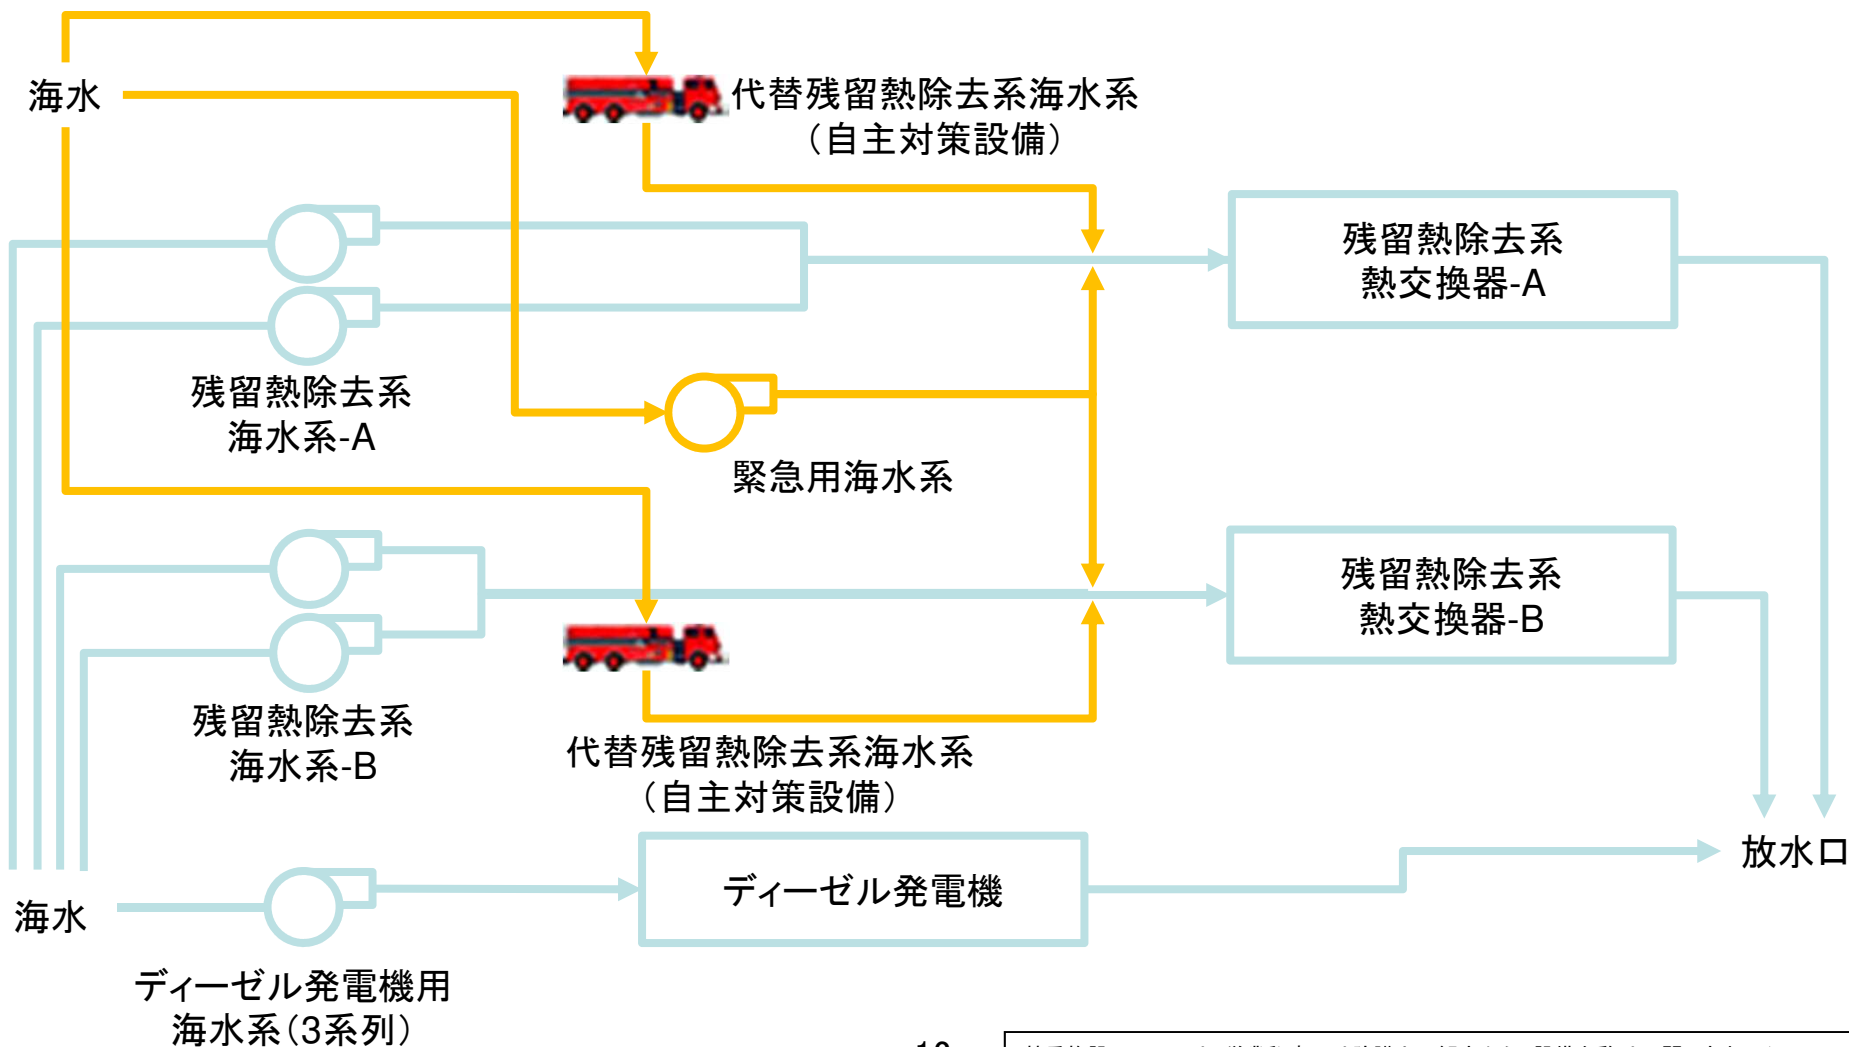 海水
代替残留熱除去系海水系
（自主対策設備）
残留熱除去系
熱交換器-A
残留熱除去系
海水系-A
緊急用海水系
残留熱除去系
熱交換器-B
残留熱除去系
海水系-B
代替残留熱除去系海水系
（自主対策設備）
放水口
ディーゼル発電機
海水
ディーゼル発電機用
海水系（3系列）